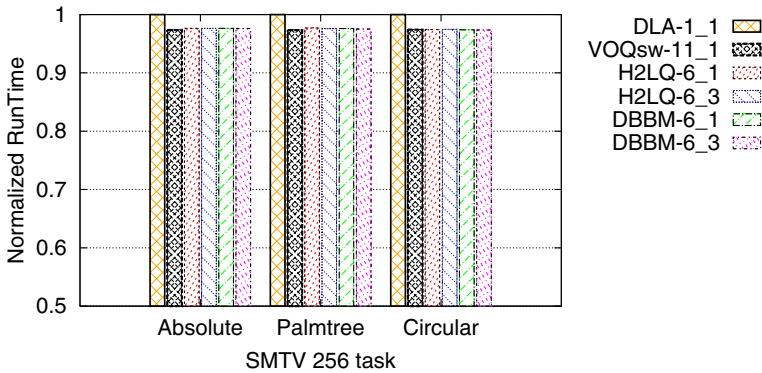 1
0.9
0.8
0.7
0.6
0.5
Normalized RunTime
Absolute Palmtree Circular
SMTV 256 task
DLA-1_1
VOQsw-11_1
H2LQ-6_1
H2LQ-6_3
DBBM-6_1
DBBM-6_3